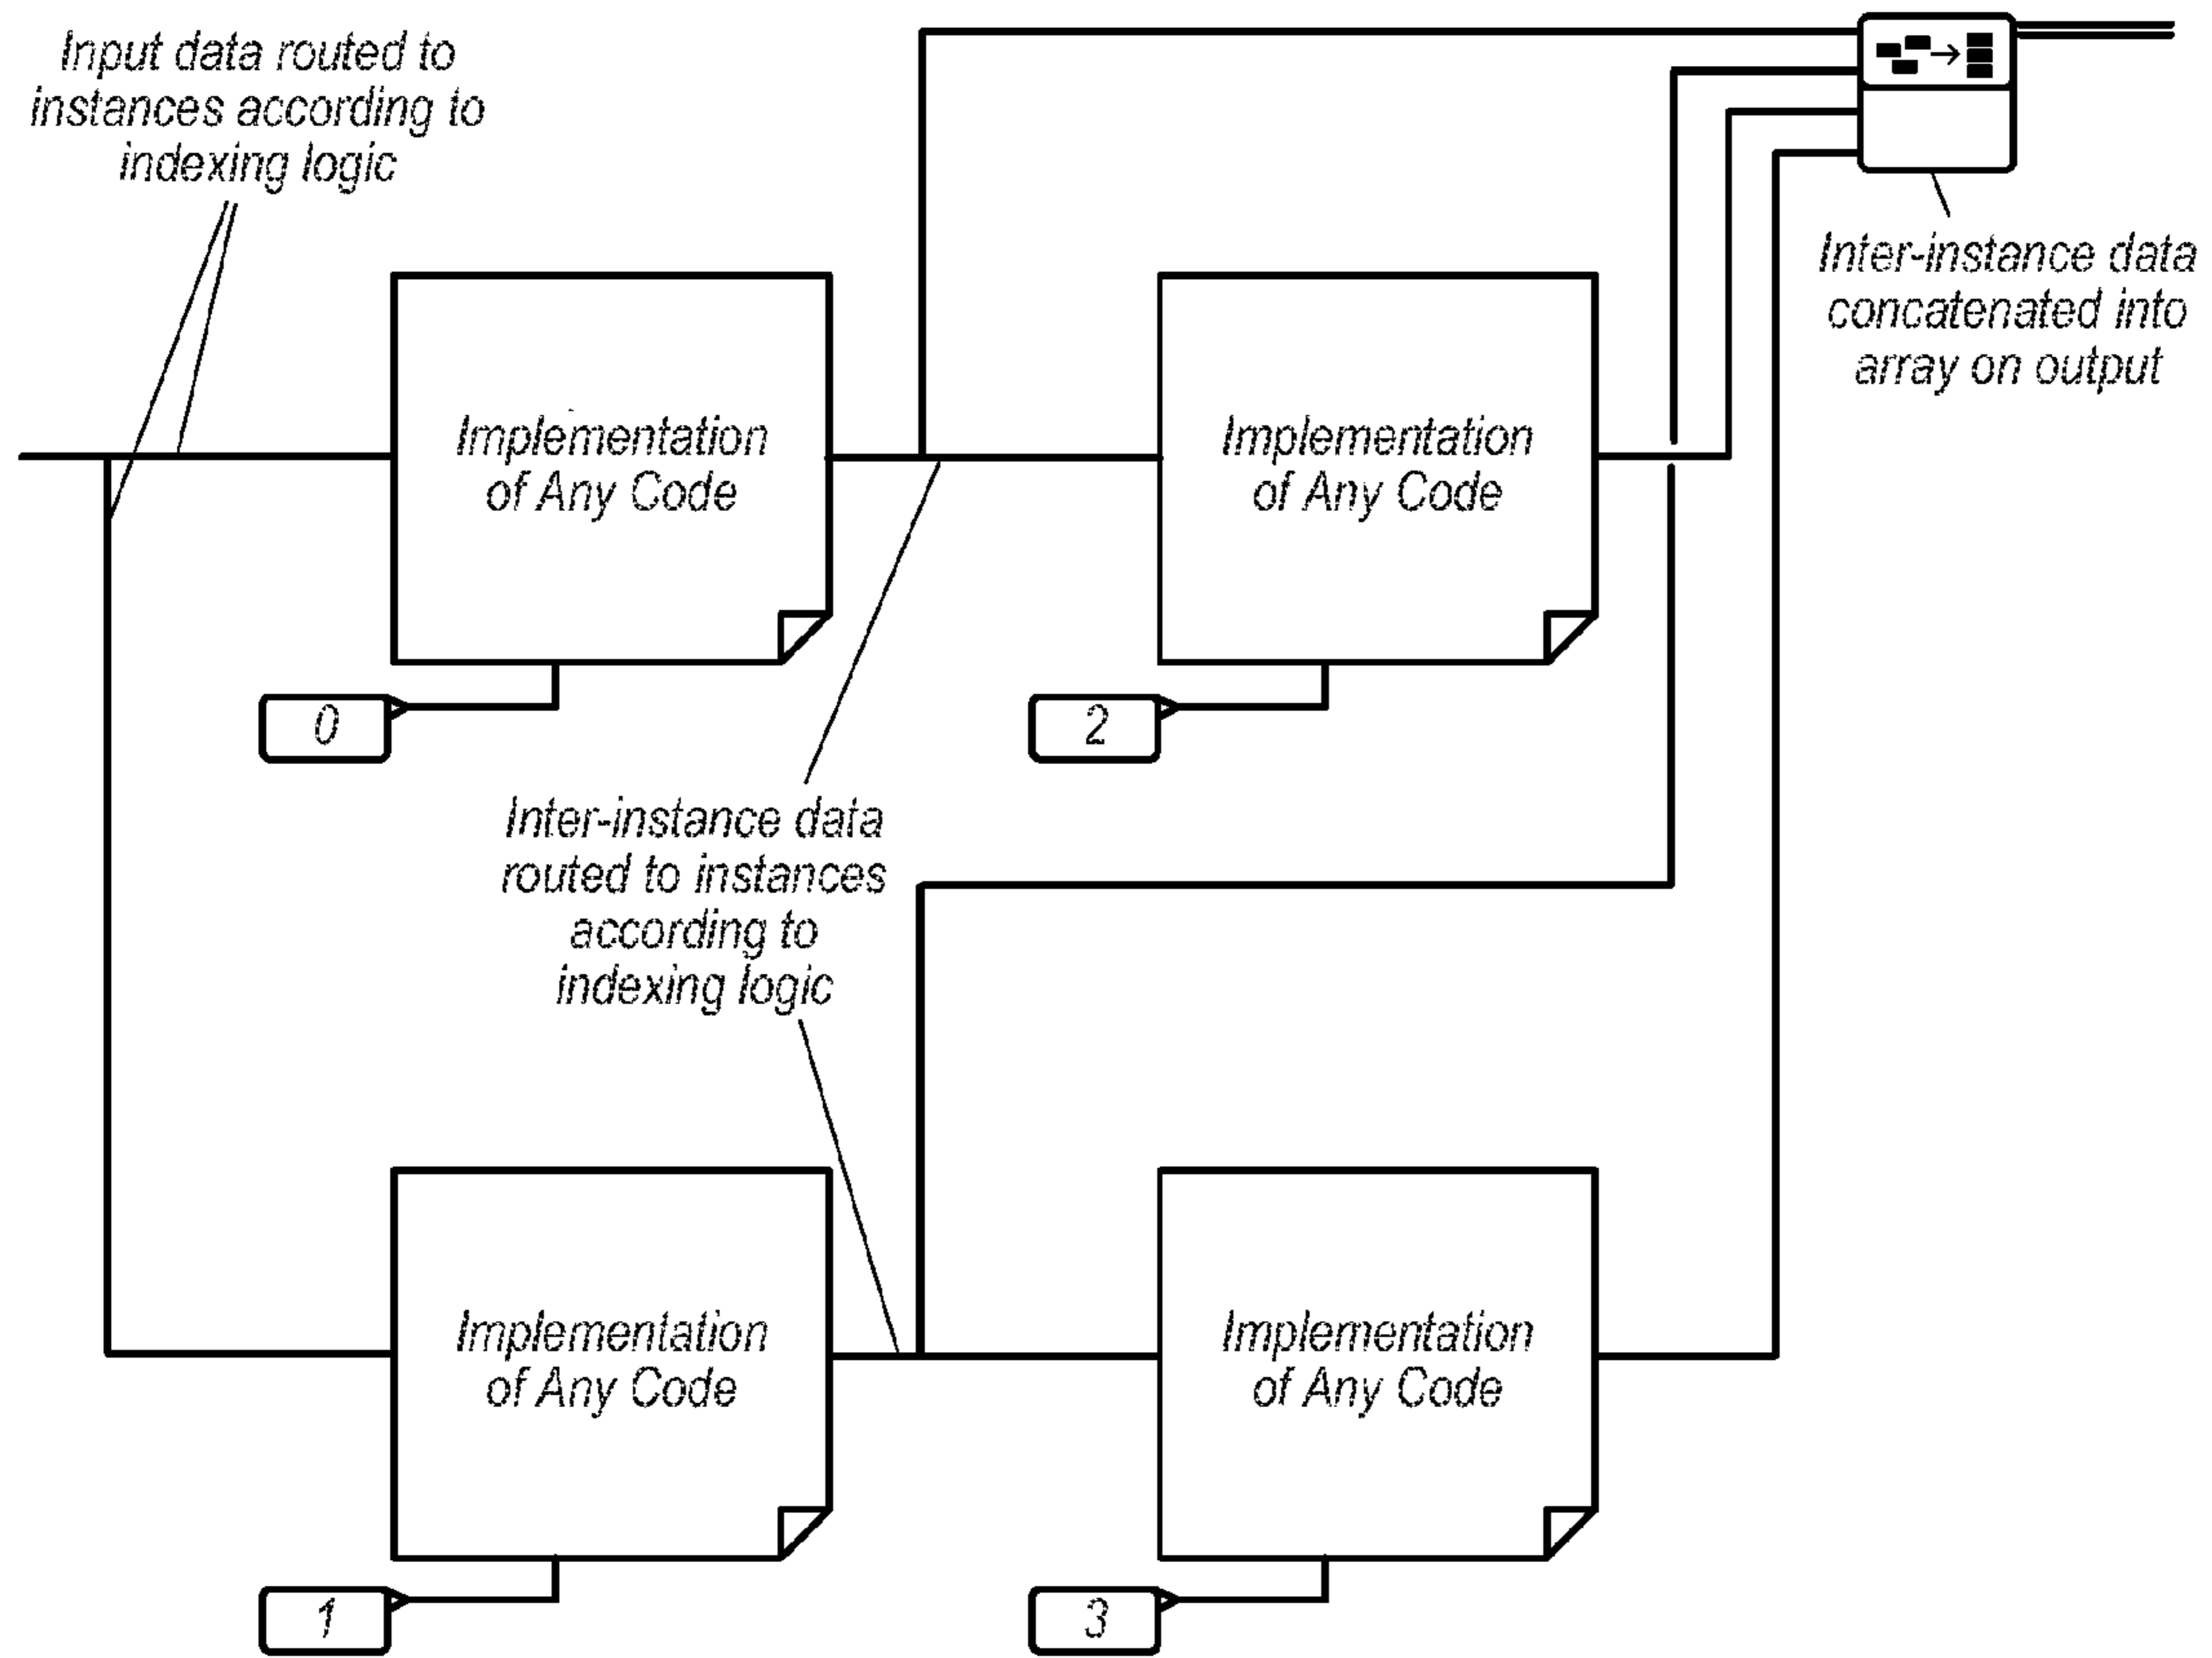 Input data routed to
instances according to
indexing logic
Inter-instance data
concatenated into
array on output
Implementation
of Any Code
Implementation
of Any Code
0
2
Inter-instance data
routed to instances
according to
indexing logic
Implementation
of Any Code
Implementation
of Any Code
1
3